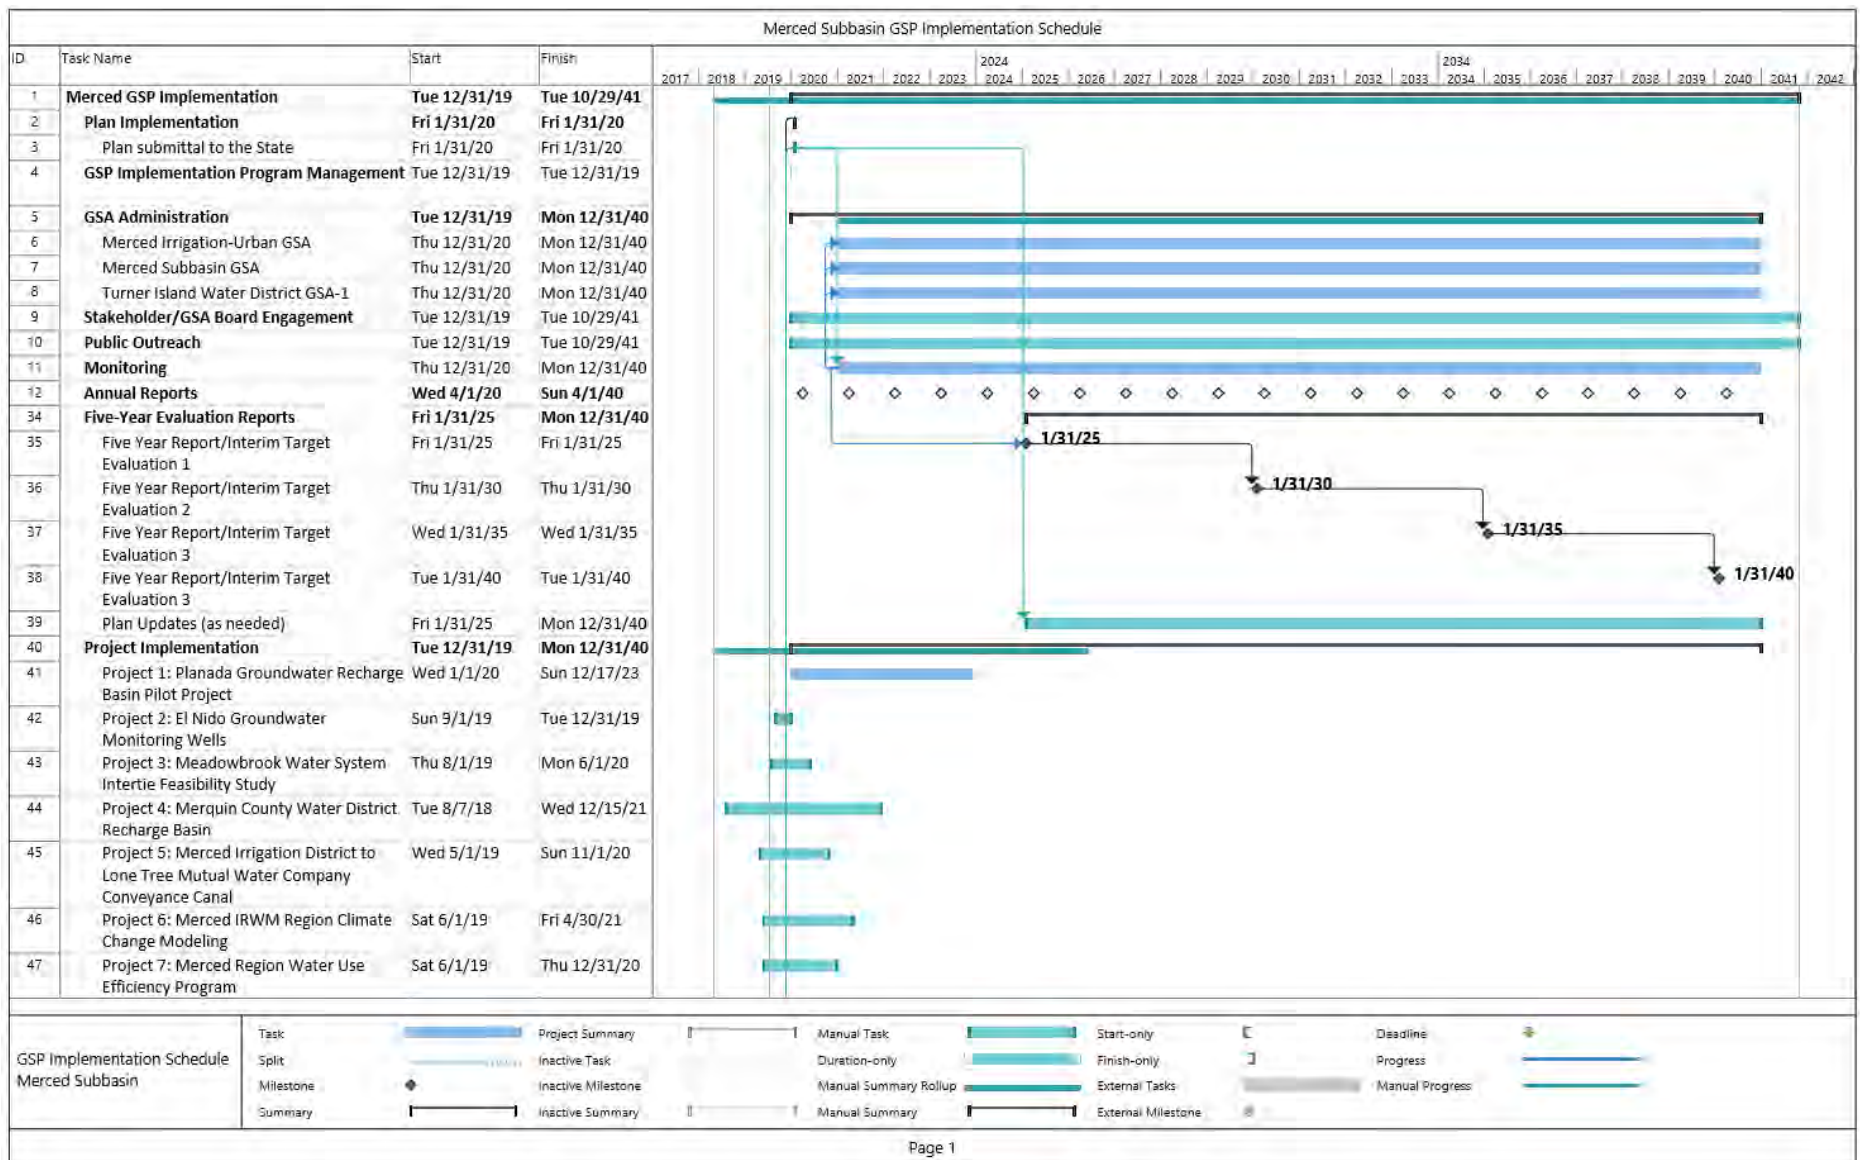 Merced Subbasin GSP Implementation Schedule
ID Task Name Start Finish 2024 2034
2017 2018 2019 2020 2021 2022 2023 2024 2025 2026 2027 2028 2029 2030 2031 2032 2033 2034 2035 2036 2037 2038 2039 2040 2041 2042
1 Merced GSP Implementation Tue 12/31/19 Tue 10/29/41
2 Plan Implementation Fri 1/31/20 Fri 1/31/20
3 Plan submittal to the State Fri 1/31/20 Fri 1/31/20
4 GSP Implementation Program Management Tue 12/31/19 Tue 12/31/19
5 GSA Administration Tue 12/31/19 Mon 12/31/40
6 Merced Irrigation-Urban GSA Thu 12/31/20 Mon 12/31/40
7 Merced Subbasin GSA Thu 12/31/20 Mon 12/31/40
8 Turner Island Water District GSA-1 Thu 12/31/20 Mon 12/31/40
9 Stakeholder/GSA Board Engagement Tue 12/31/19 Tue 10/29/41
10 Public Outreach Tue 12/31/19 Tue 10/29/41
11 Monitoring Thu 12/31/20 Mon 12/31/40
12 Annual Reports Wed 4/1/20 Sun 4/1/40
34 Five-Year Evaluation Reports Fri 1/31/25 Mon 12/31/40
35 Five Year Report/Interim Target Fri 1/31/25 Fri 1/31/25 1/31/25
Evaluation 1
36 Five Year Report/Interim Target Thu 1/31/30 Thu 1/31/30 1/31/30
Evaluation 2
37 Five Year Report/Interim Target Wed 1/31/35 Wed 1/31/35 1/31/35
Evaluation 3
38 Five Year Report/Interim Target Tue 1/31/40 Tue 1/31/40 1/31/40
Evaluation 3
39 Plan Updates (as needed) Fri 1/31/25 Mon 12/31/40
40 Project Implementation Tue 12/31/19 Mon 12/31/40
41 Project 1: Planada Groundwater Recharge Wed 1/1/20 Sun 12/17/23
Basin Pilot Project
42 Project 2: El Nido Groundwater Sun 9/1/19 Tue 12/31/19
Monitoring Wells
43 Project 3: Meadowbrook Water System Thu 8/1/19 Mon 6/1/20
Intertie Feasibility Study
44 Project 4: Merquin County Water District Tue 8/7/18 Wed 12/15/21
Recharge Basin
45 Project 5: Merced Irrigation District to Wed 5/1/19 Sun 11/1/20
Lone Tree Mutual Water Company
Conveyance Canal
46 Project 6: Merced IRWM Region Climate Sat 6/1/19 Fri 4/30/21
Change Modeling
47 Project 7: Merced Region Water Use Sat 6/1/19 Thu 12/31/20
Efficiency Program
GSP Implementation Schedule
Merced Subbasin
Task Project Summary Manual Task Start-only Deadline
Split Inactive Task Duration-only Finish-only Progress
Milestone Inactive Milestone Manual Summary Rollup External Tasks Manual Progress
Summary Inactive Summary Manual Summary External Milestone
Page 1